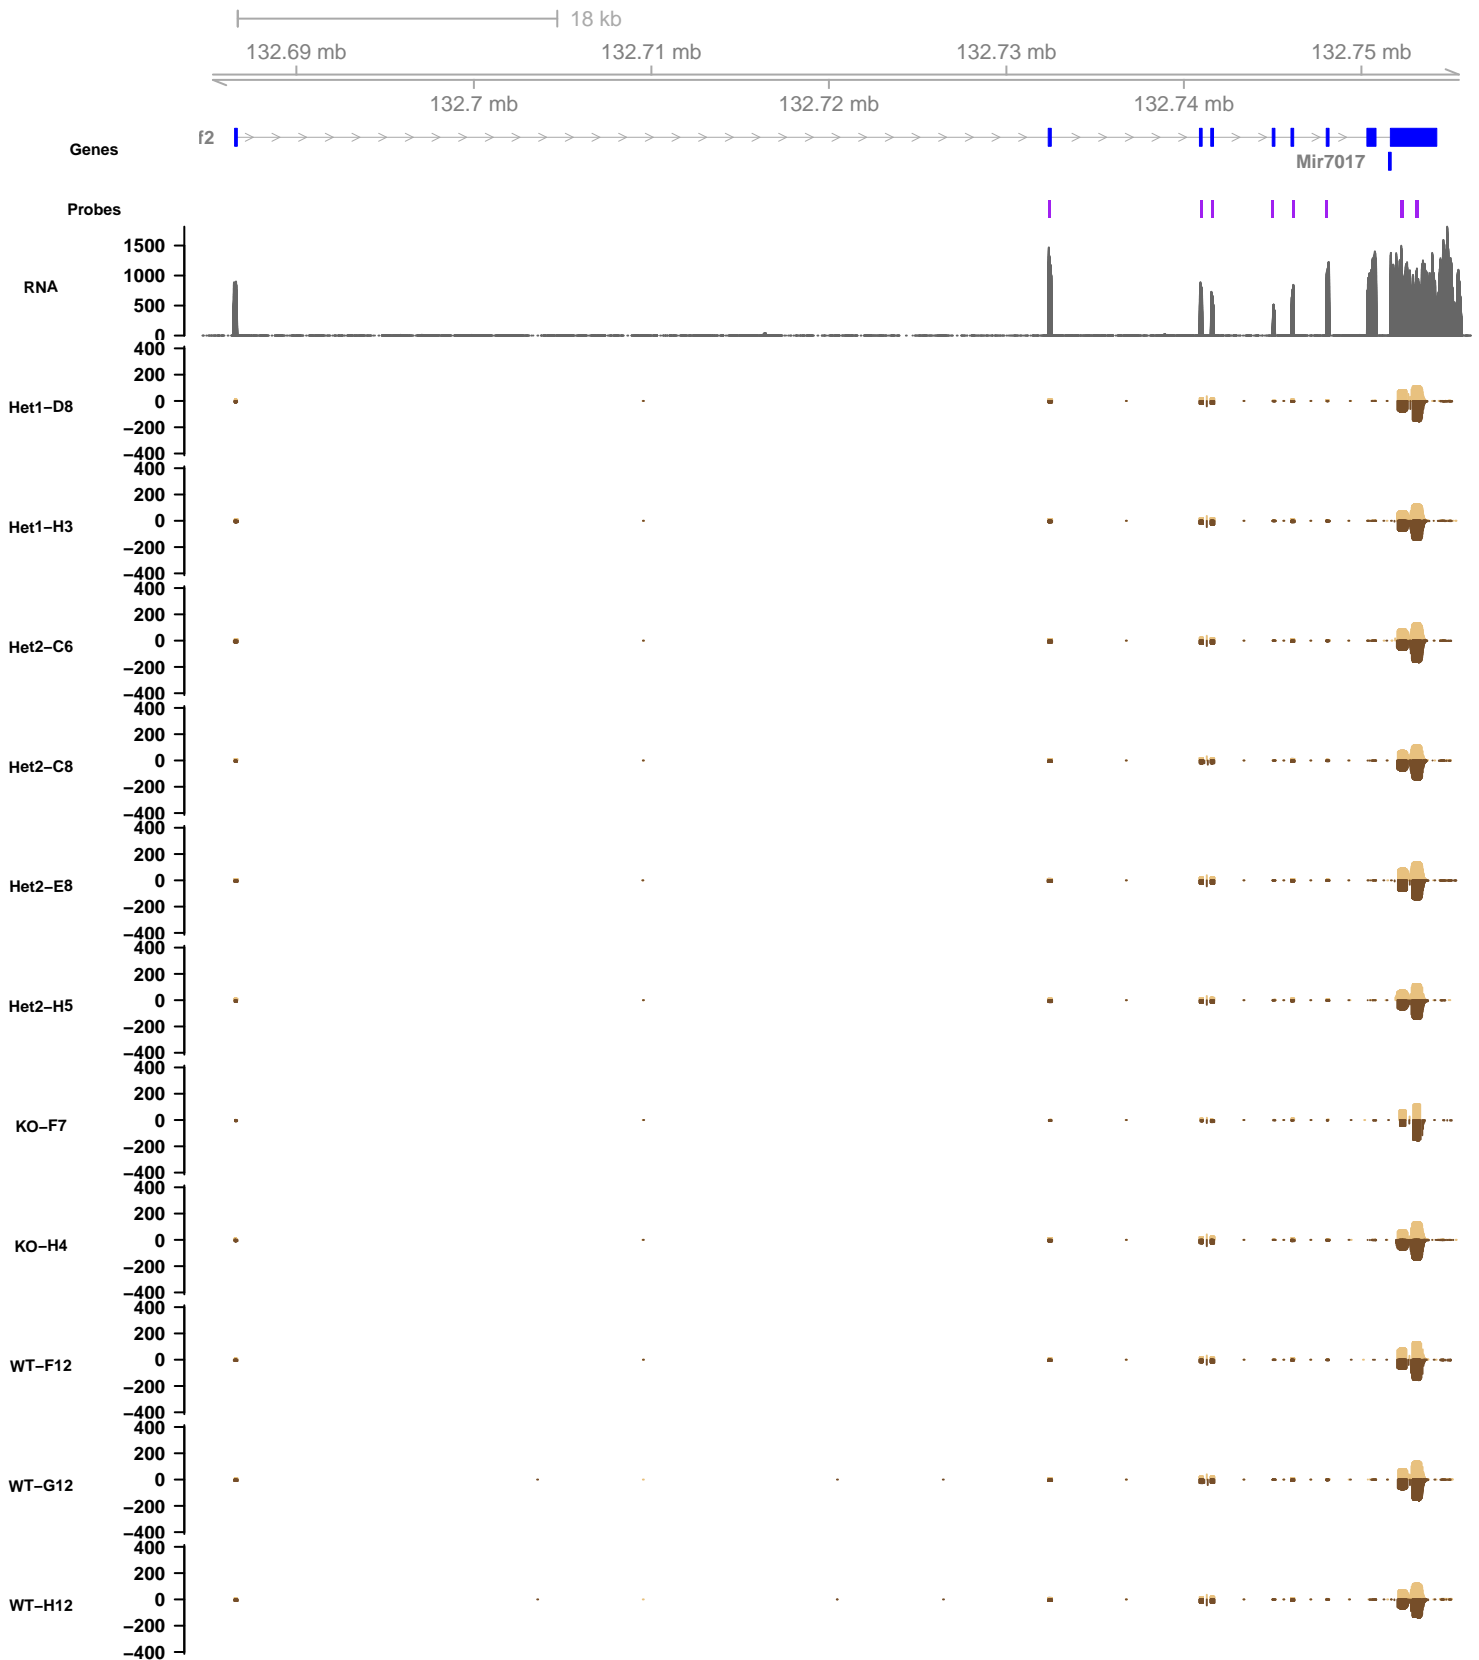 18 kb
132.69 mb 132.71 mb 132.73 mb 132.75 mb
132.7 mb 132.72 mb 132.74 mb
f2
Genes
Mir7017
Probes
1500
1000
RNA
500
0
400
200
Het1−D8 0
−200
−400
400
200
Het1−H3 0
−200
−400
400
200
Het2−C6 0
−200
−400
400
200
Het2−C8 0
−200
−400
400
200
Het2−E8 0
−200
−400
400
200
Het2−H5 0
−200
−400
400
200
KO−F7 0
−200
−400
400
200
KO−H4 0
−200
−400
400
200
WT−F12 0
−200
−400
400
200
WT−G12 0
−200
−400
400
200
WT−H12 0
−200
−400